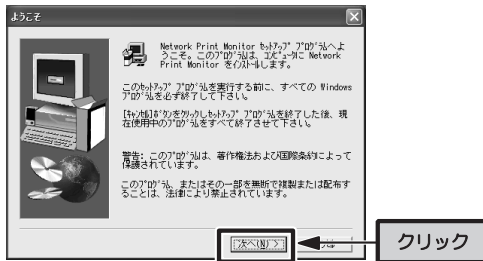 ようこそ
Network Print Monitor ｾｯﾄｱｯﾌﾟ ﾌﾟﾛｸﾞﾗﾑへよ
うこそ。このﾌﾟﾛｸﾞﾗﾑは、ｺﾝﾋﾟｭｰﾀに Network
Print Monitor をｲﾝｽﾄｰﾙします。
このｾｯﾄｱｯﾌﾟ ﾌﾟﾛｸﾞﾗﾑを実行する前に、すべての Windows
ﾌﾟﾛｸﾞﾗﾑを必ず終了して下さい。
[ｷｬﾝｾﾙ]ﾎﾞﾀﾝをｸﾘｯｸしｾｯﾄｱｯﾌﾟ ﾌﾟﾛｸﾞﾗﾑを終了した後、現
在使用中のﾌﾟﾛｸﾞﾗﾑをすべて終了させて下さい。
警告: このﾌﾟﾛｸﾞﾗﾑは、著作権法および国際条約によって
保護されています。
このﾌﾟﾛｸﾞﾗﾑ、またはその一部を無断で複製または配布す
ることは、法律により禁止されています。
次へ(N) >
クリック